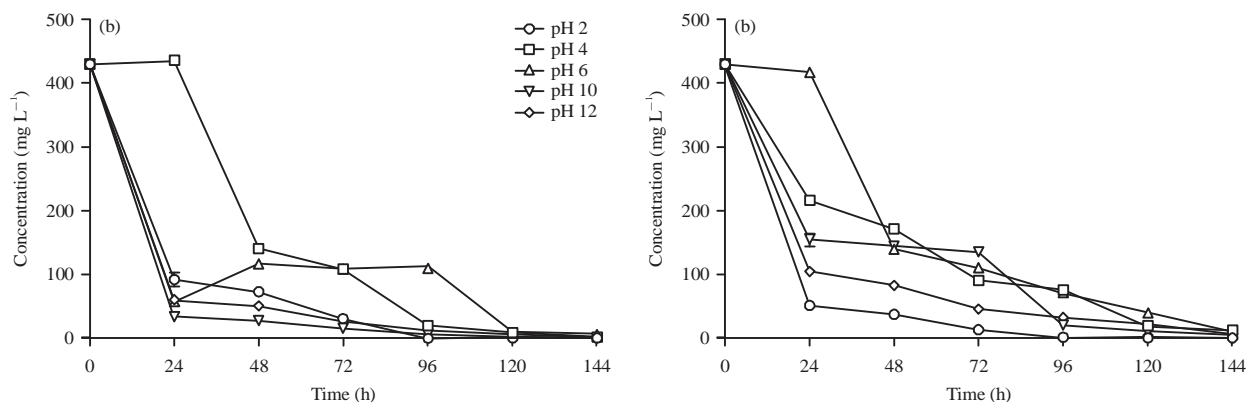 (b)
pH 2
pH 4
pH 6
pH 10
pH 12
Concentration (mg L⁻¹)
500
400
300
200
100
0
0 24 48 72 96 120 144
Time (h)
(b)
Concentration (mg L⁻¹)
500
400
300
200
100
0
0 24 48 72 96 120 144
Time (h)